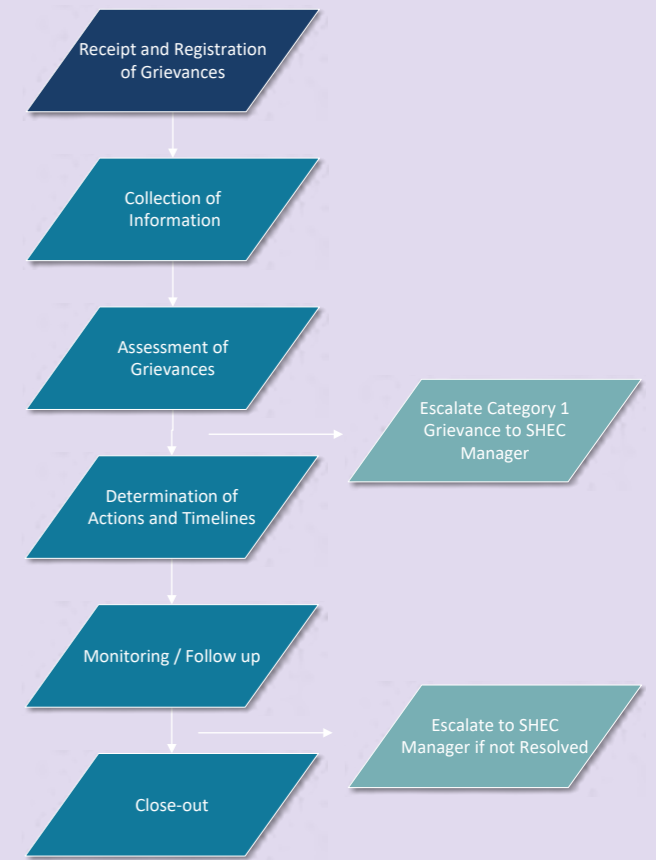 Receipt and Registration
of Grievances
Collection of
Information
Assessment of
Grievances
Escalate Category 1
Grievance to SHEC
Manager
Determination of
Actions and Timelines
Monitoring / Follow up
Escalate to SHEC
Manager if not Resolved
Close-out